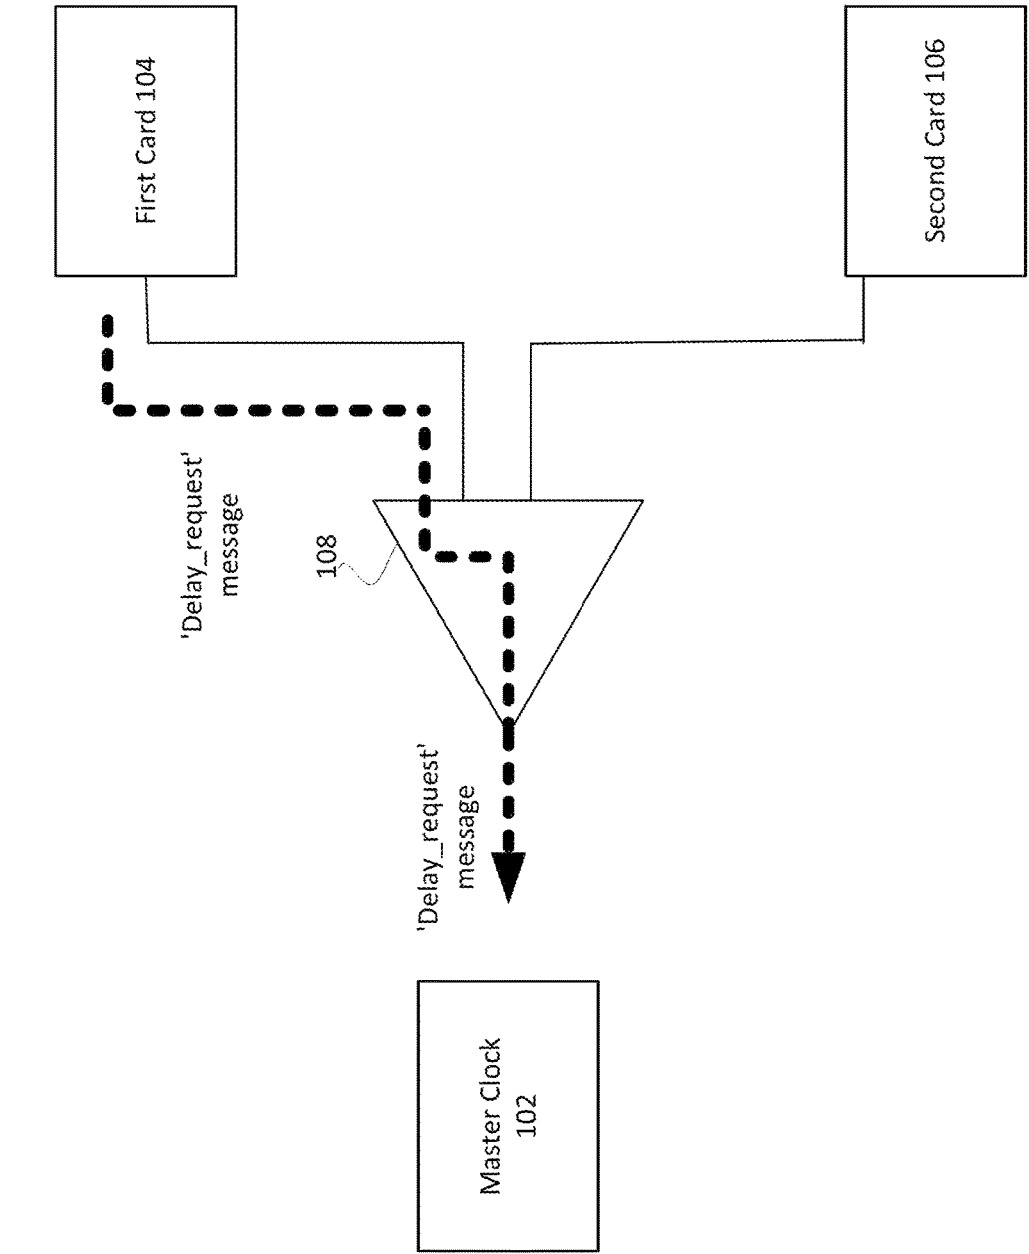 First Card 104
Second Card 106
'Delay_request'
message
108
'Delay_request'
message
Master Clock
102